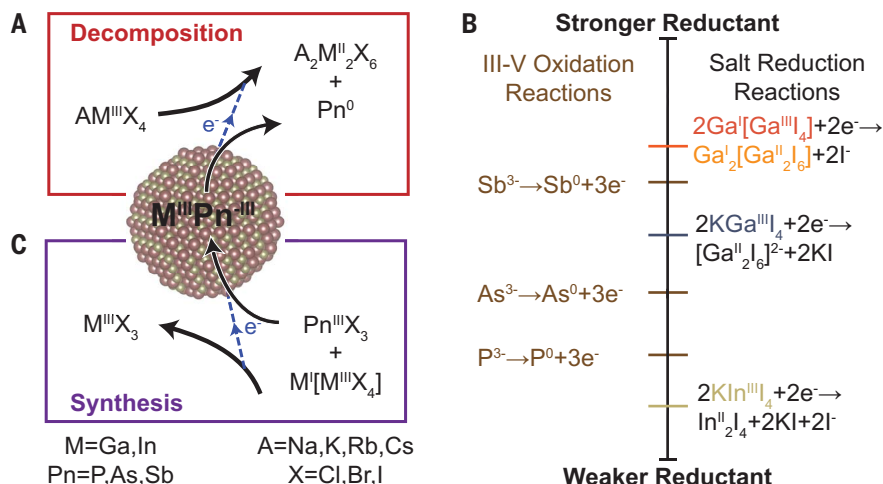 A
Decomposition
A₂Mᴵᴵ₂X₆
+
Pn⁰
AMᴵᴵᴵX₄
e⁻
MᴵᴵᴵPn⁻ᴵᴵᴵ
C
MᴵᴵᴵX₃
e⁻
PnᴵᴵᴵX₃
+
Mᴵ[MᴵᴵᴵX₄]
Synthesis
M=Ga,In
A=Na,K,Rb,Cs
Pn=P,As,Sb
X=Cl,Br,I
B
Stronger Reductant
III-V Oxidation
Reactions
Salt Reduction
Reactions
2Gaᴵ[GaᴵᴵᴵI₄]+2e⁻→
Gaᴵ₂[Gaᴵᴵ₂I₆]+2I⁻
Sb³⁻→Sb⁰+3e⁻
2KGaᴵᴵᴵI₄+2e⁻→
[Gaᴵᴵ₂I₆]²⁻+2KI
As³⁻→As⁰+3e⁻
P³⁻→P⁰+3e⁻
2KInᴵᴵᴵI₄+2e⁻→
Inᴵᴵ₂I₄+2KI+2I⁻
Weaker Reductant